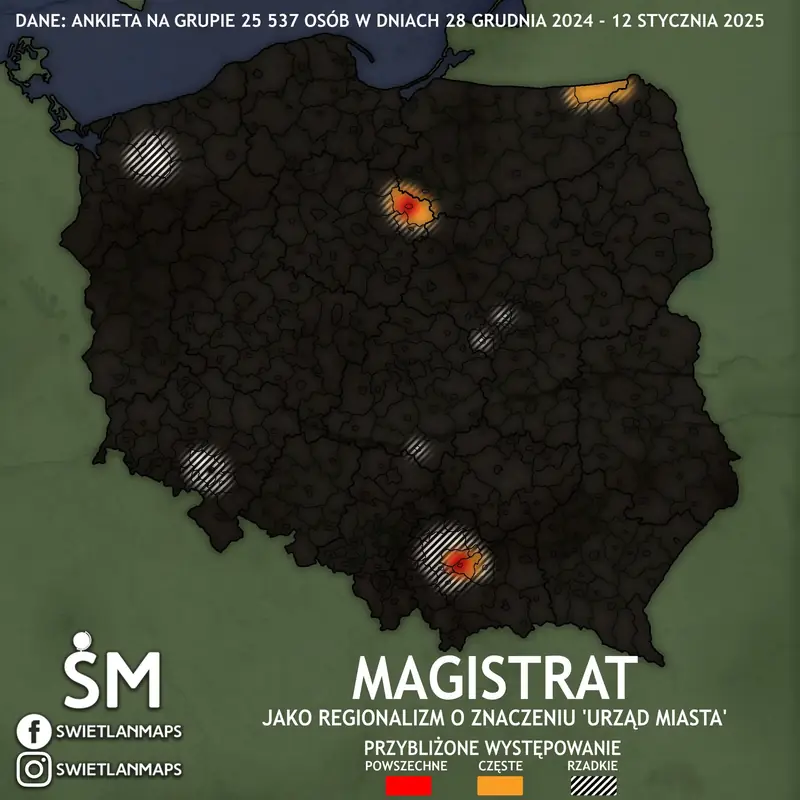 DANE: ANKIETA NA GRUPIE 25 537 OSÓB W DNIACH 28 GRUDNIA 2024 - 12 STYCZNIA 2025
ŚM
SWIETLANMAPS
SWIETLANMAPS
MAGISTRAT
JAKO REGIONALIZM O ZNACZENIU 'URZĄD MIASTA'
PRZYBLIŻONE WYSTĘPOWANIE
POWSZECHNE CZĘSTE RZADKIE